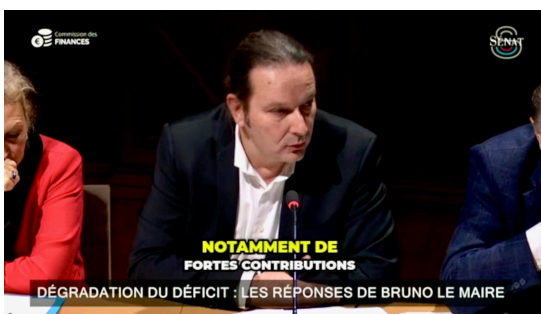 Commission des
FINANCES
SÉNAT
NOTAMMENT DE
FORTES CONTRIBUTIONS
DÉGRADATION DU DÉFICIT : LES RÉPONSES DE BRUNO LE MAIRE